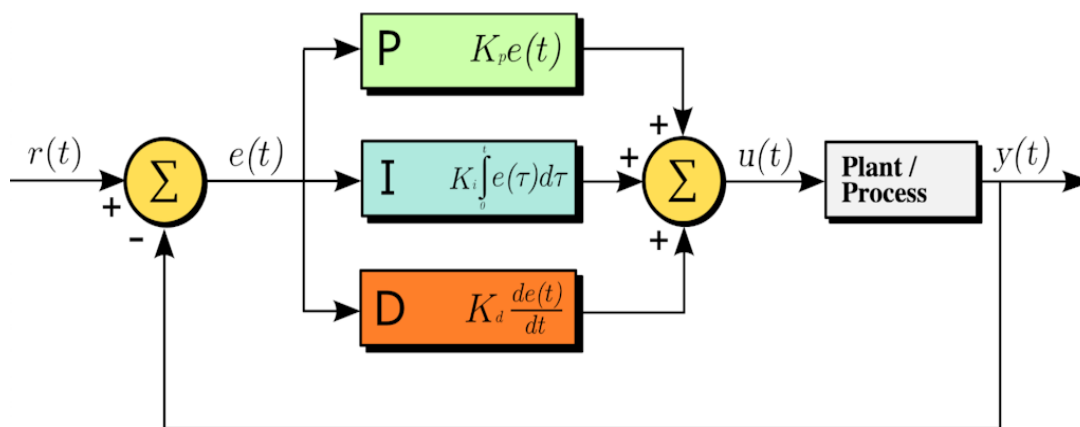 P K_p e(t)
r(t)
+
-
Σ
e(t)
I K_i ∫_0^t e(τ)dτ
D K_d de(t)/dt
+
+
+
Σ
u(t)
Plant /
Process
y(t)